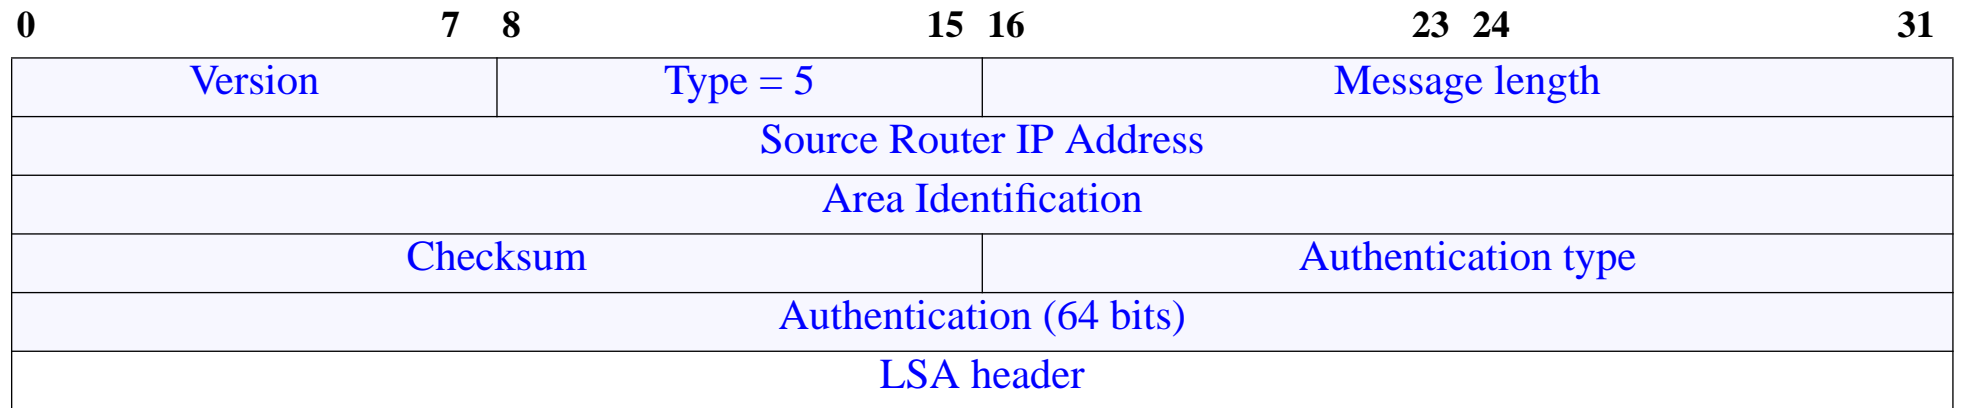 0 7 8 15 16 23 24 31
Version Type = 5 Message length
Source Router IP Address
Area Identification
Checksum Authentication type
Authentication (64 bits)
LSA header